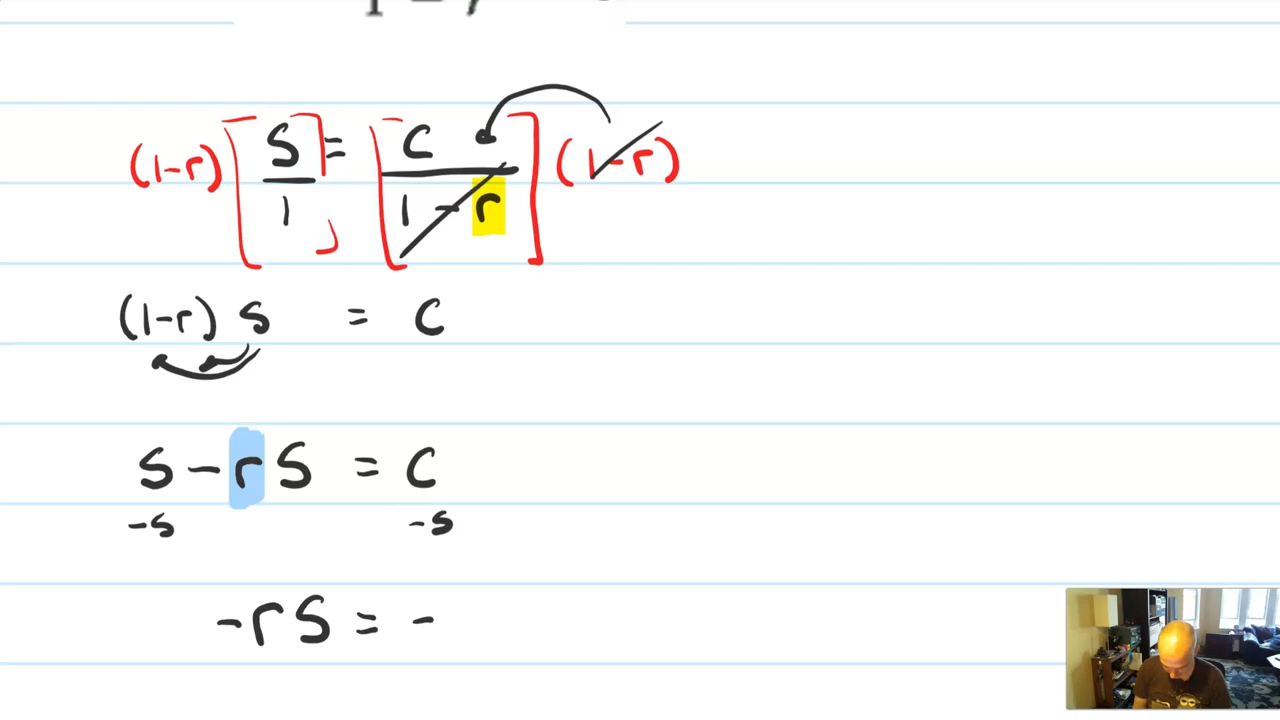 (1-r) [S/1] = [C/(1-r)] (1-r)
(1-r) S = C
S - rS = C
-S -S
-rS = -